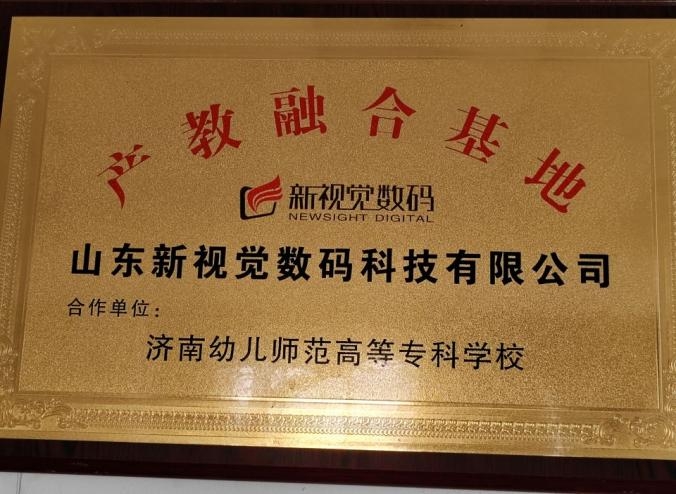 产教融合基地
新视觉数码
NEWSIGHT DIGITAL
山东新视觉数码科技有限公司
合作单位：
济南幼儿师范高等专科学校